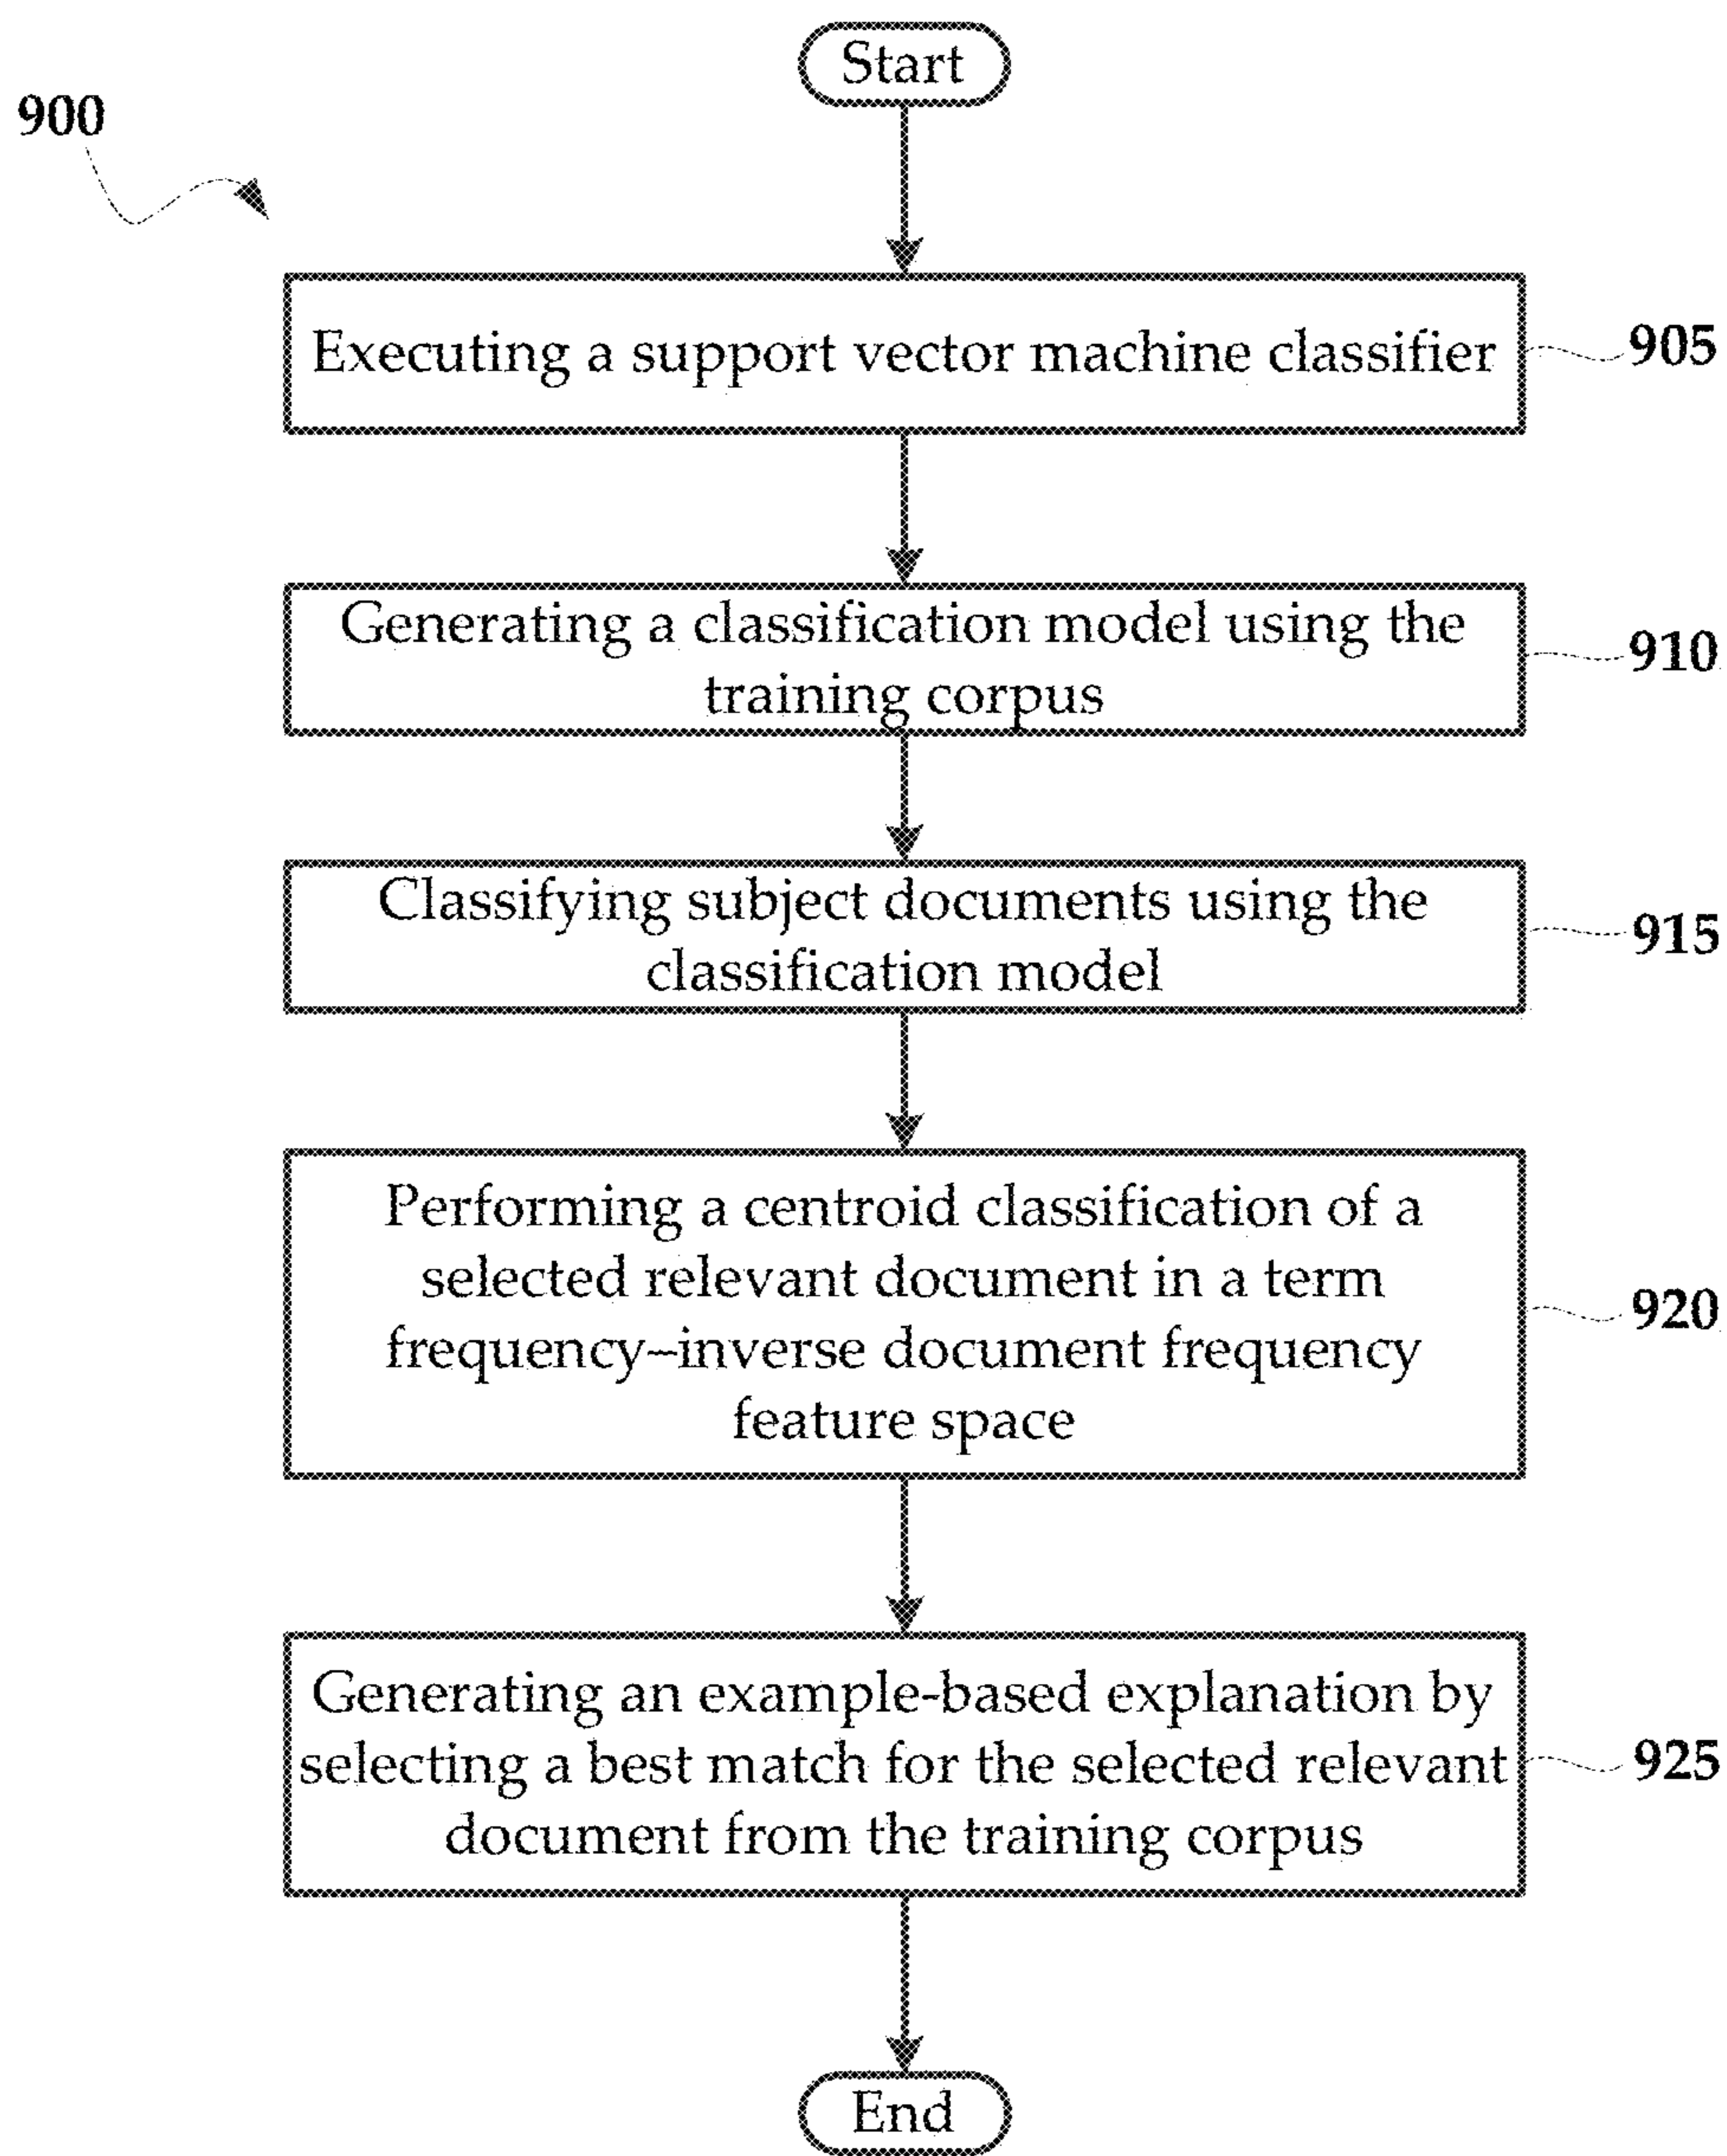 Start
900
Executing a support vector machine classifier
905
Generating a classification model using the
training corpus
910
Classifying subject documents using the
classification model
915
Performing a centroid classification of a
selected relevant document in a term
frequency–inverse document frequency
feature space
920
Generating an example-based explanation by
selecting a best match for the selected relevant
document from the training corpus
925
End